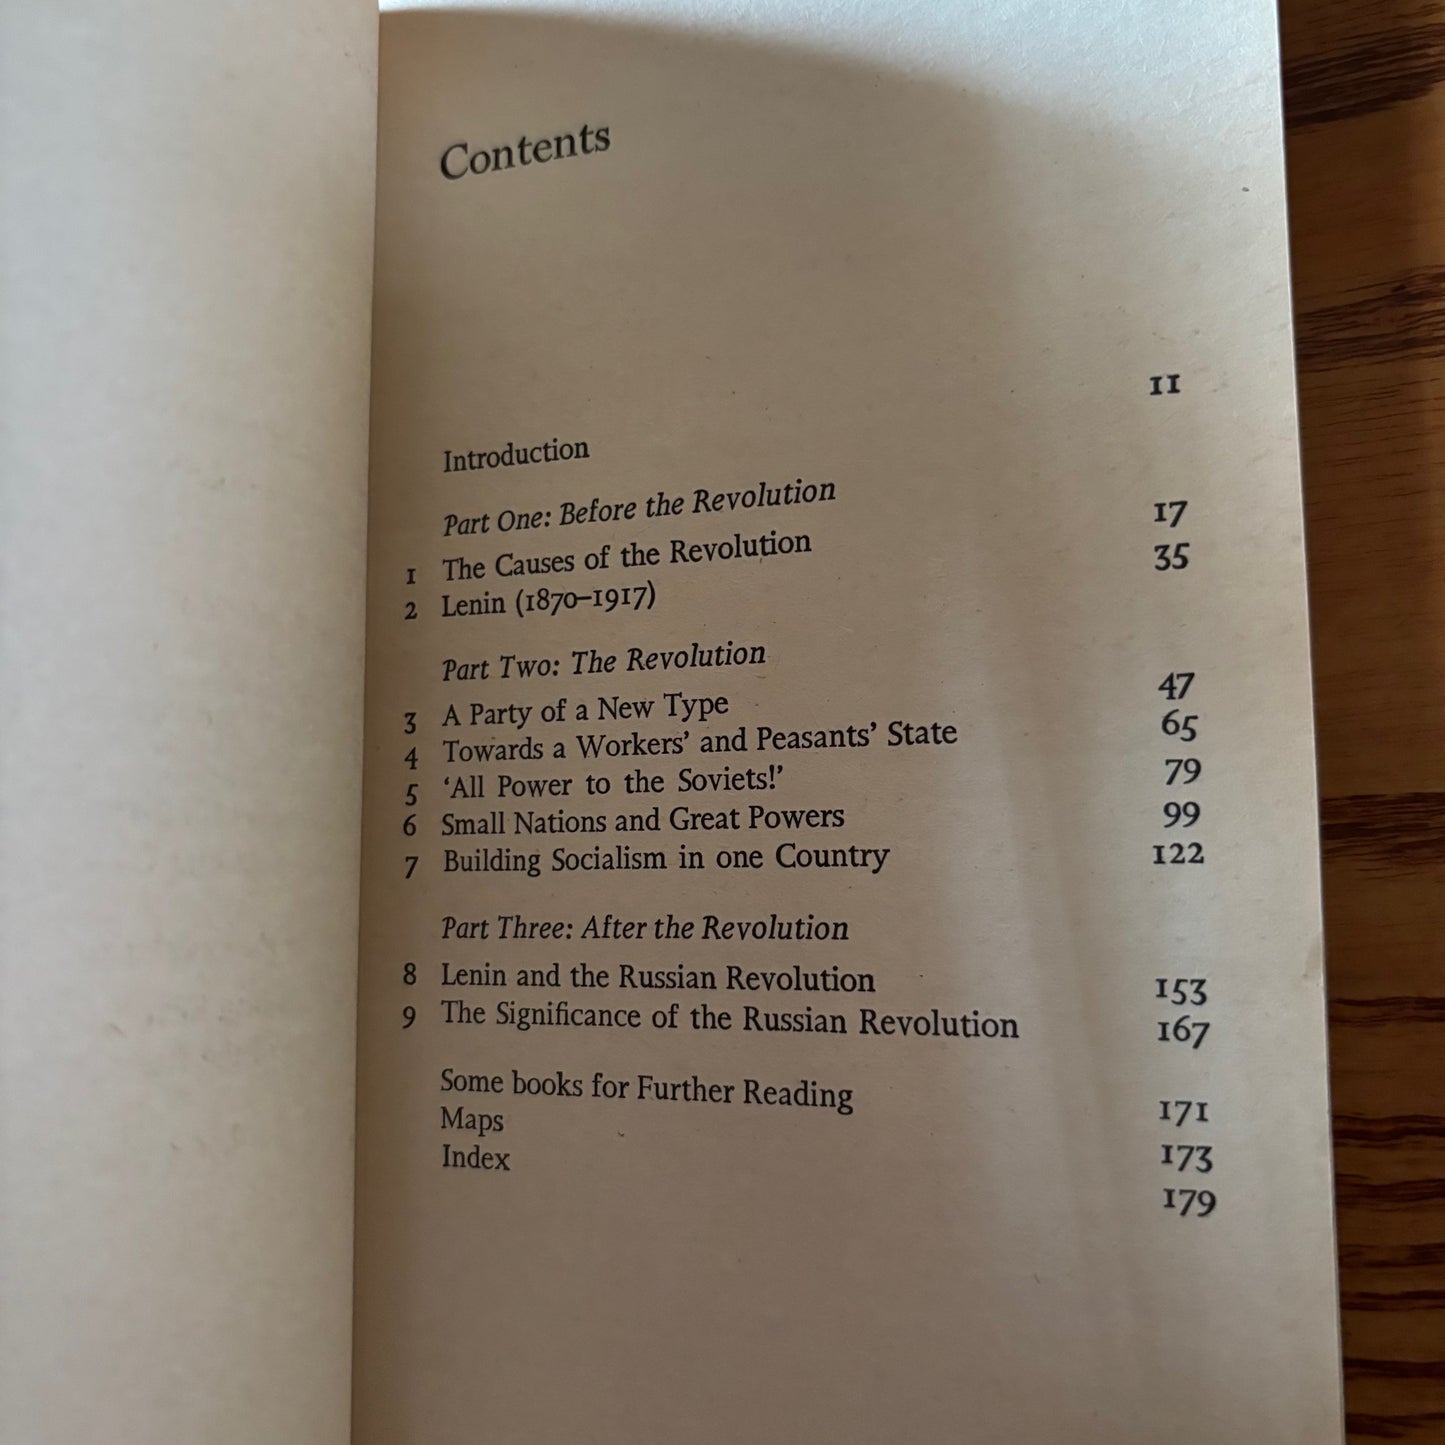 Contents
Introduction 11
Part One: Before the Revolution
1 The Causes of the Revolution 17
2 Lenin (1870–1917) 35
Part Two: The Revolution
3 A Party of a New Type 47
4 Towards a Workers’ and Peasants’ State 65
5 ‘All Power to the Soviets!’ 79
6 Small Nations and Great Powers 99
7 Building Socialism in one Country 122
Part Three: After the Revolution
8 Lenin and the Russian Revolution 153
9 The Significance of the Russian Revolution 167
Some books for Further Reading 171
Maps 173
Index 179